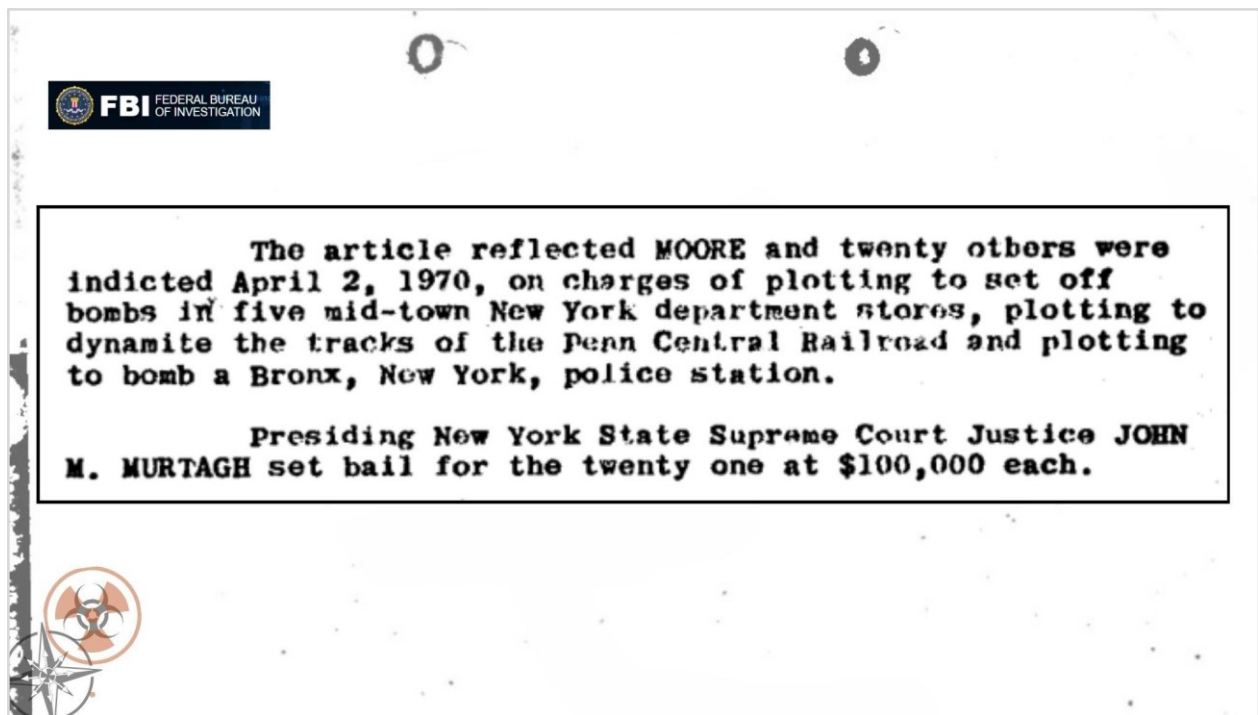 FBI FEDERAL BUREAU
OF INVESTIGATION
The article reflected MOORE and twenty others were
indicted April 2, 1970, on charges of plotting to set off
bombs in five mid-town New York department stores, plotting to
dynamite the tracks of the Penn Central Railroad and plotting
to bomb a Bronx, New York, police station.
Presiding New York State Supreme Court Justice JOHN
M. MURTAGH set bail for the twenty one at $100,000 each.